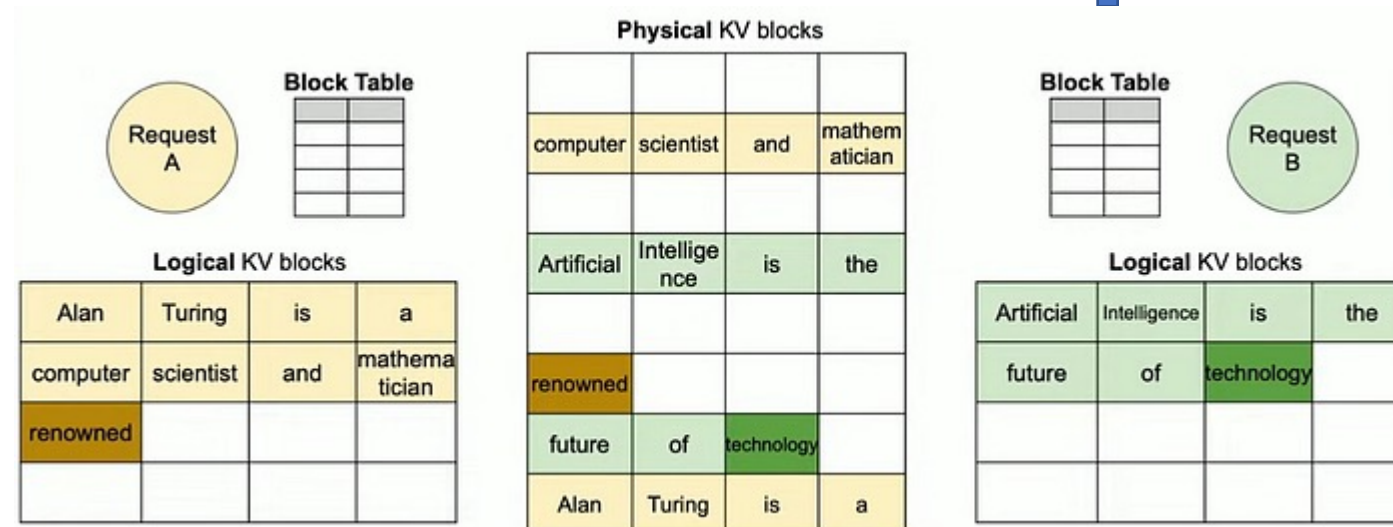 Physical KV blocks
Block Table
Block Table
Request
A
Request
B
computer scientist and mathem
atician
Artificial Intellige
nce is the
renowned
future of technology
Alan Turing is a
Logical KV blocks
Alan Turing is a
computer scientist and mathema
tician
renowned
Logical KV blocks
Artificial Intelligence is the
future of technology